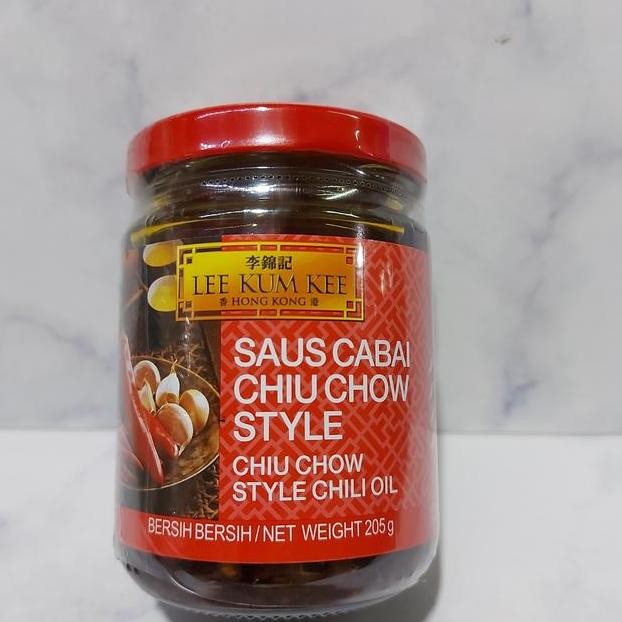 李錦記
LEE KUM KEE
香 HONG KONG 港
SAUS CABAI
CHIU CHOW
STYLE
CHIU CHOW
STYLE CHILI OIL
BERSIH BERSIH / NET WEIGHT 205 g